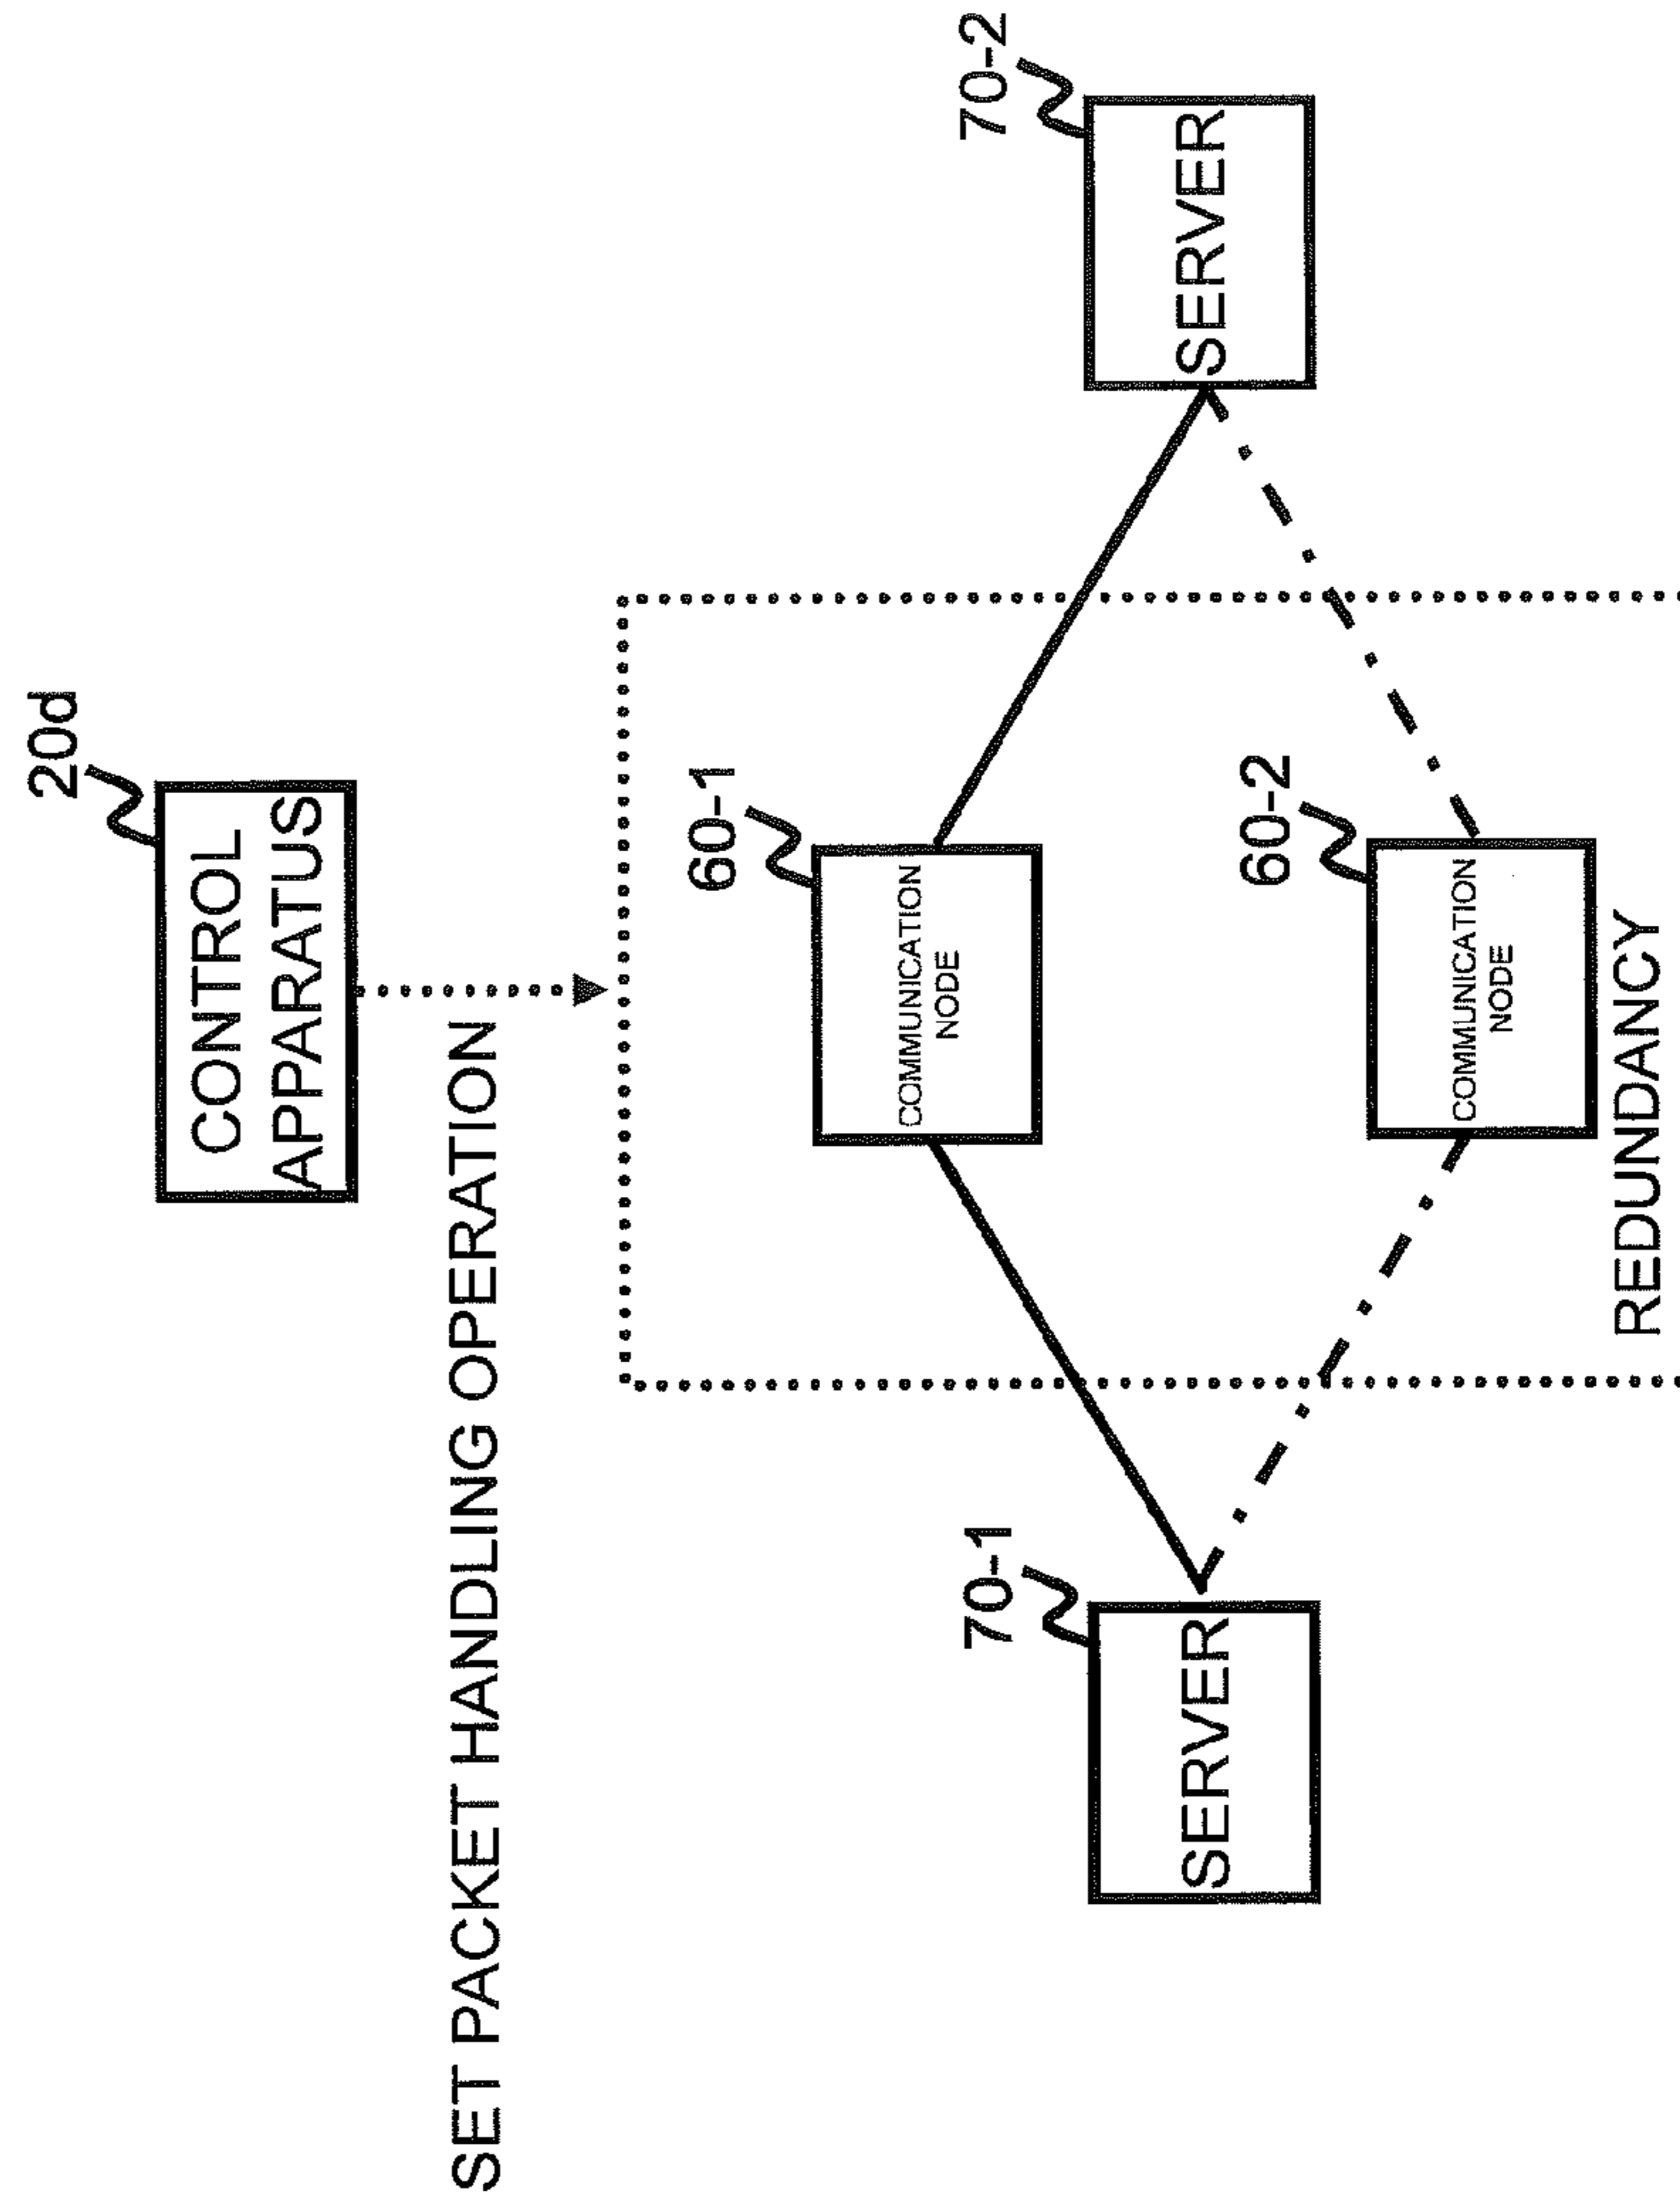 20d
CONTROL
APPARATUS
SET PACKET HANDLING OPERATION
60-1
COMMUNICATION
NODE
70-1
SERVER
70-2
SERVER
60-2
COMMUNICATION
NODE
REDUNDANCY